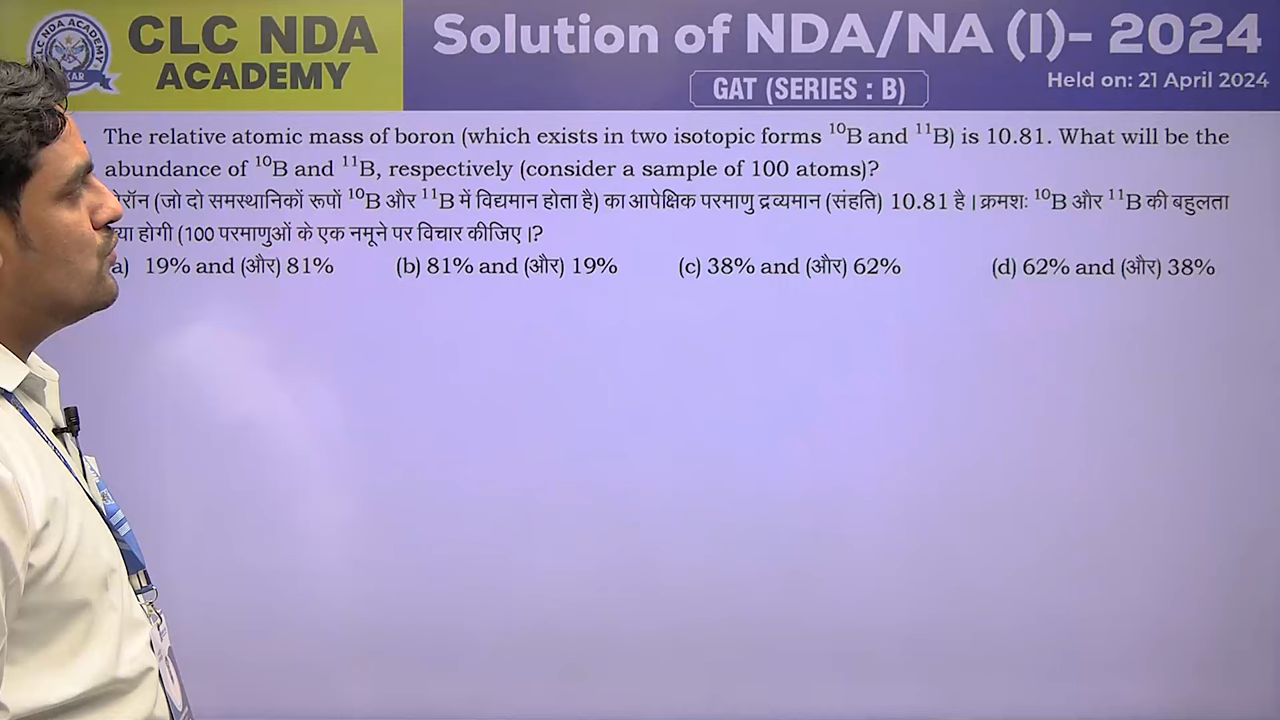 CLC NDA
ACADEMY
Solution of NDA/NA (I)- 2024
GAT (SERIES : B)
Held on: 21 April 2024
The relative atomic mass of boron (which exists in two isotopic forms ¹⁰B and ¹¹B) is 10.81. What will be the
abundance of ¹⁰B and ¹¹B, respectively (consider a sample of 100 atoms)?
(जो दो समस्थानिकों रूपों ¹⁰B और ¹¹B में विद्यमान होता है) का आपेक्षिक परमाणु द्रव्यमान (संहति) 10.81 है। क्रमशः ¹⁰B और ¹¹B की बहुलता
होगी (100 परमाणुओं के एक नमूने पर विचार कीजिए।?
a) 19% and (और) 81% (b) 81% and (और) 19% (c) 38% and (और) 62% (d) 62% and (और) 38%